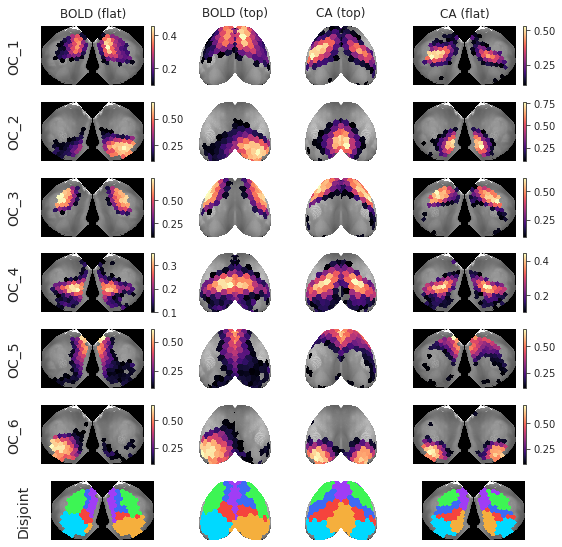 BOLD (flat) BOLD (top) CA (top) CA (flat)
OC_1 0.4 0.2 0.50 0.25
OC_2 0.50 0.25 0.75 0.50 0.25
OC_3 0.50 0.25 0.50 0.25
OC_4 0.3 0.2 0.1 0.4 0.2
OC_5 0.50 0.25 0.50 0.25
OC_6 0.50 0.25 0.50 0.25
Disjoint